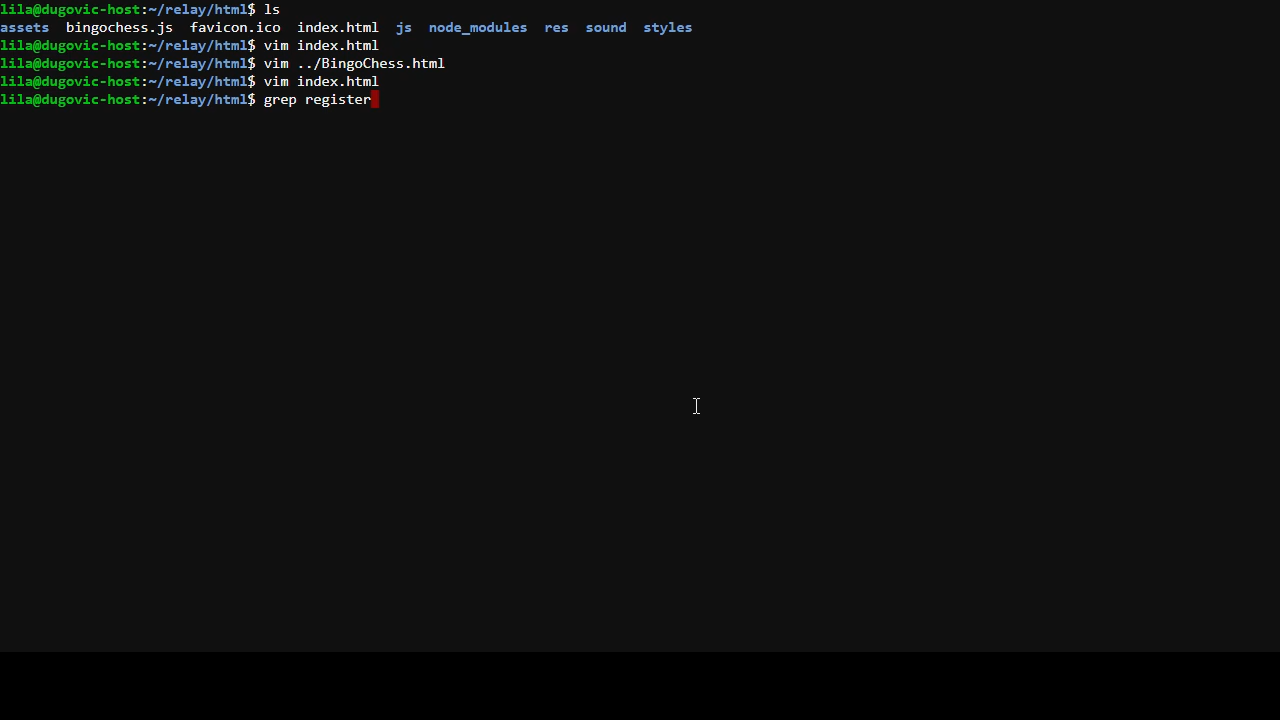 lila@dugovic-host:~/relay/html$ ls
assets  bingochess.js  favicon.ico  index.html  js  node_modules  res  sound  styles
lila@dugovic-host:~/relay/html$ vim index.html
lila@dugovic-host:~/relay/html$ vim ../BingoChess.html
lila@dugovic-host:~/relay/html$ vim index.html
lila@dugovic-host:~/relay/html$ grep register